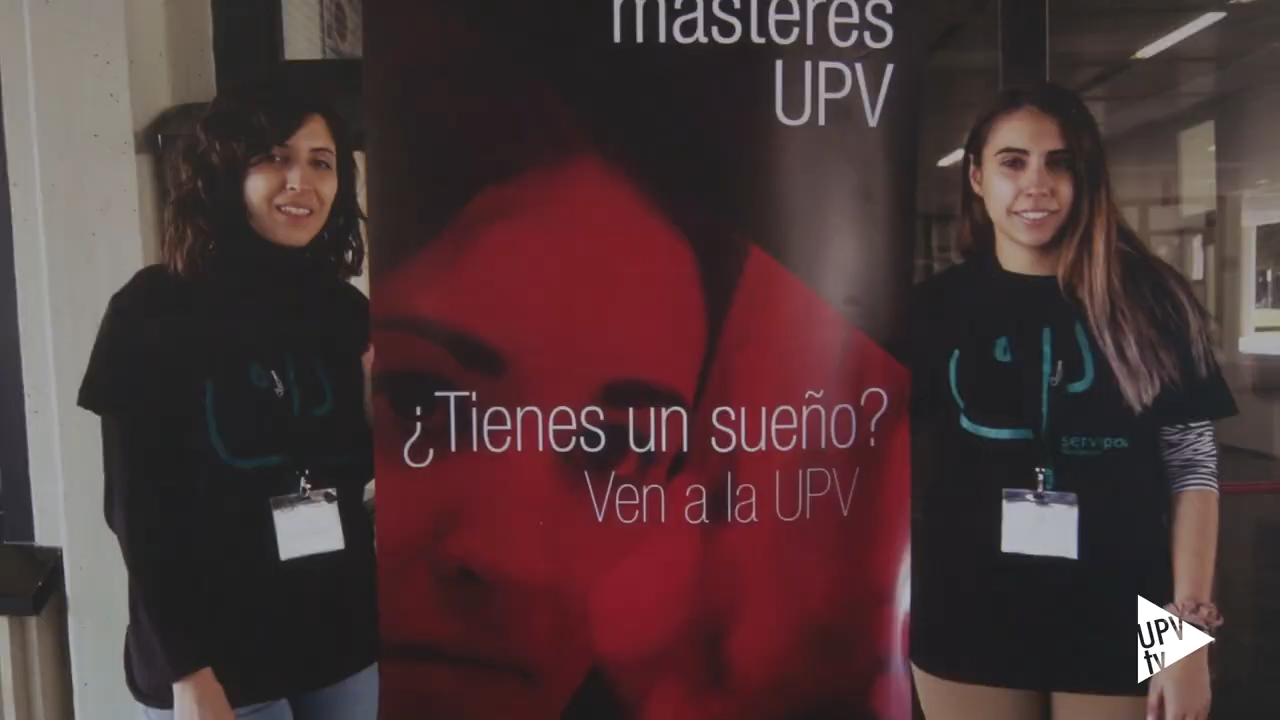 másteres
UPV
¿Tienes un sueño?
Ven a la UPV
UPV
tv